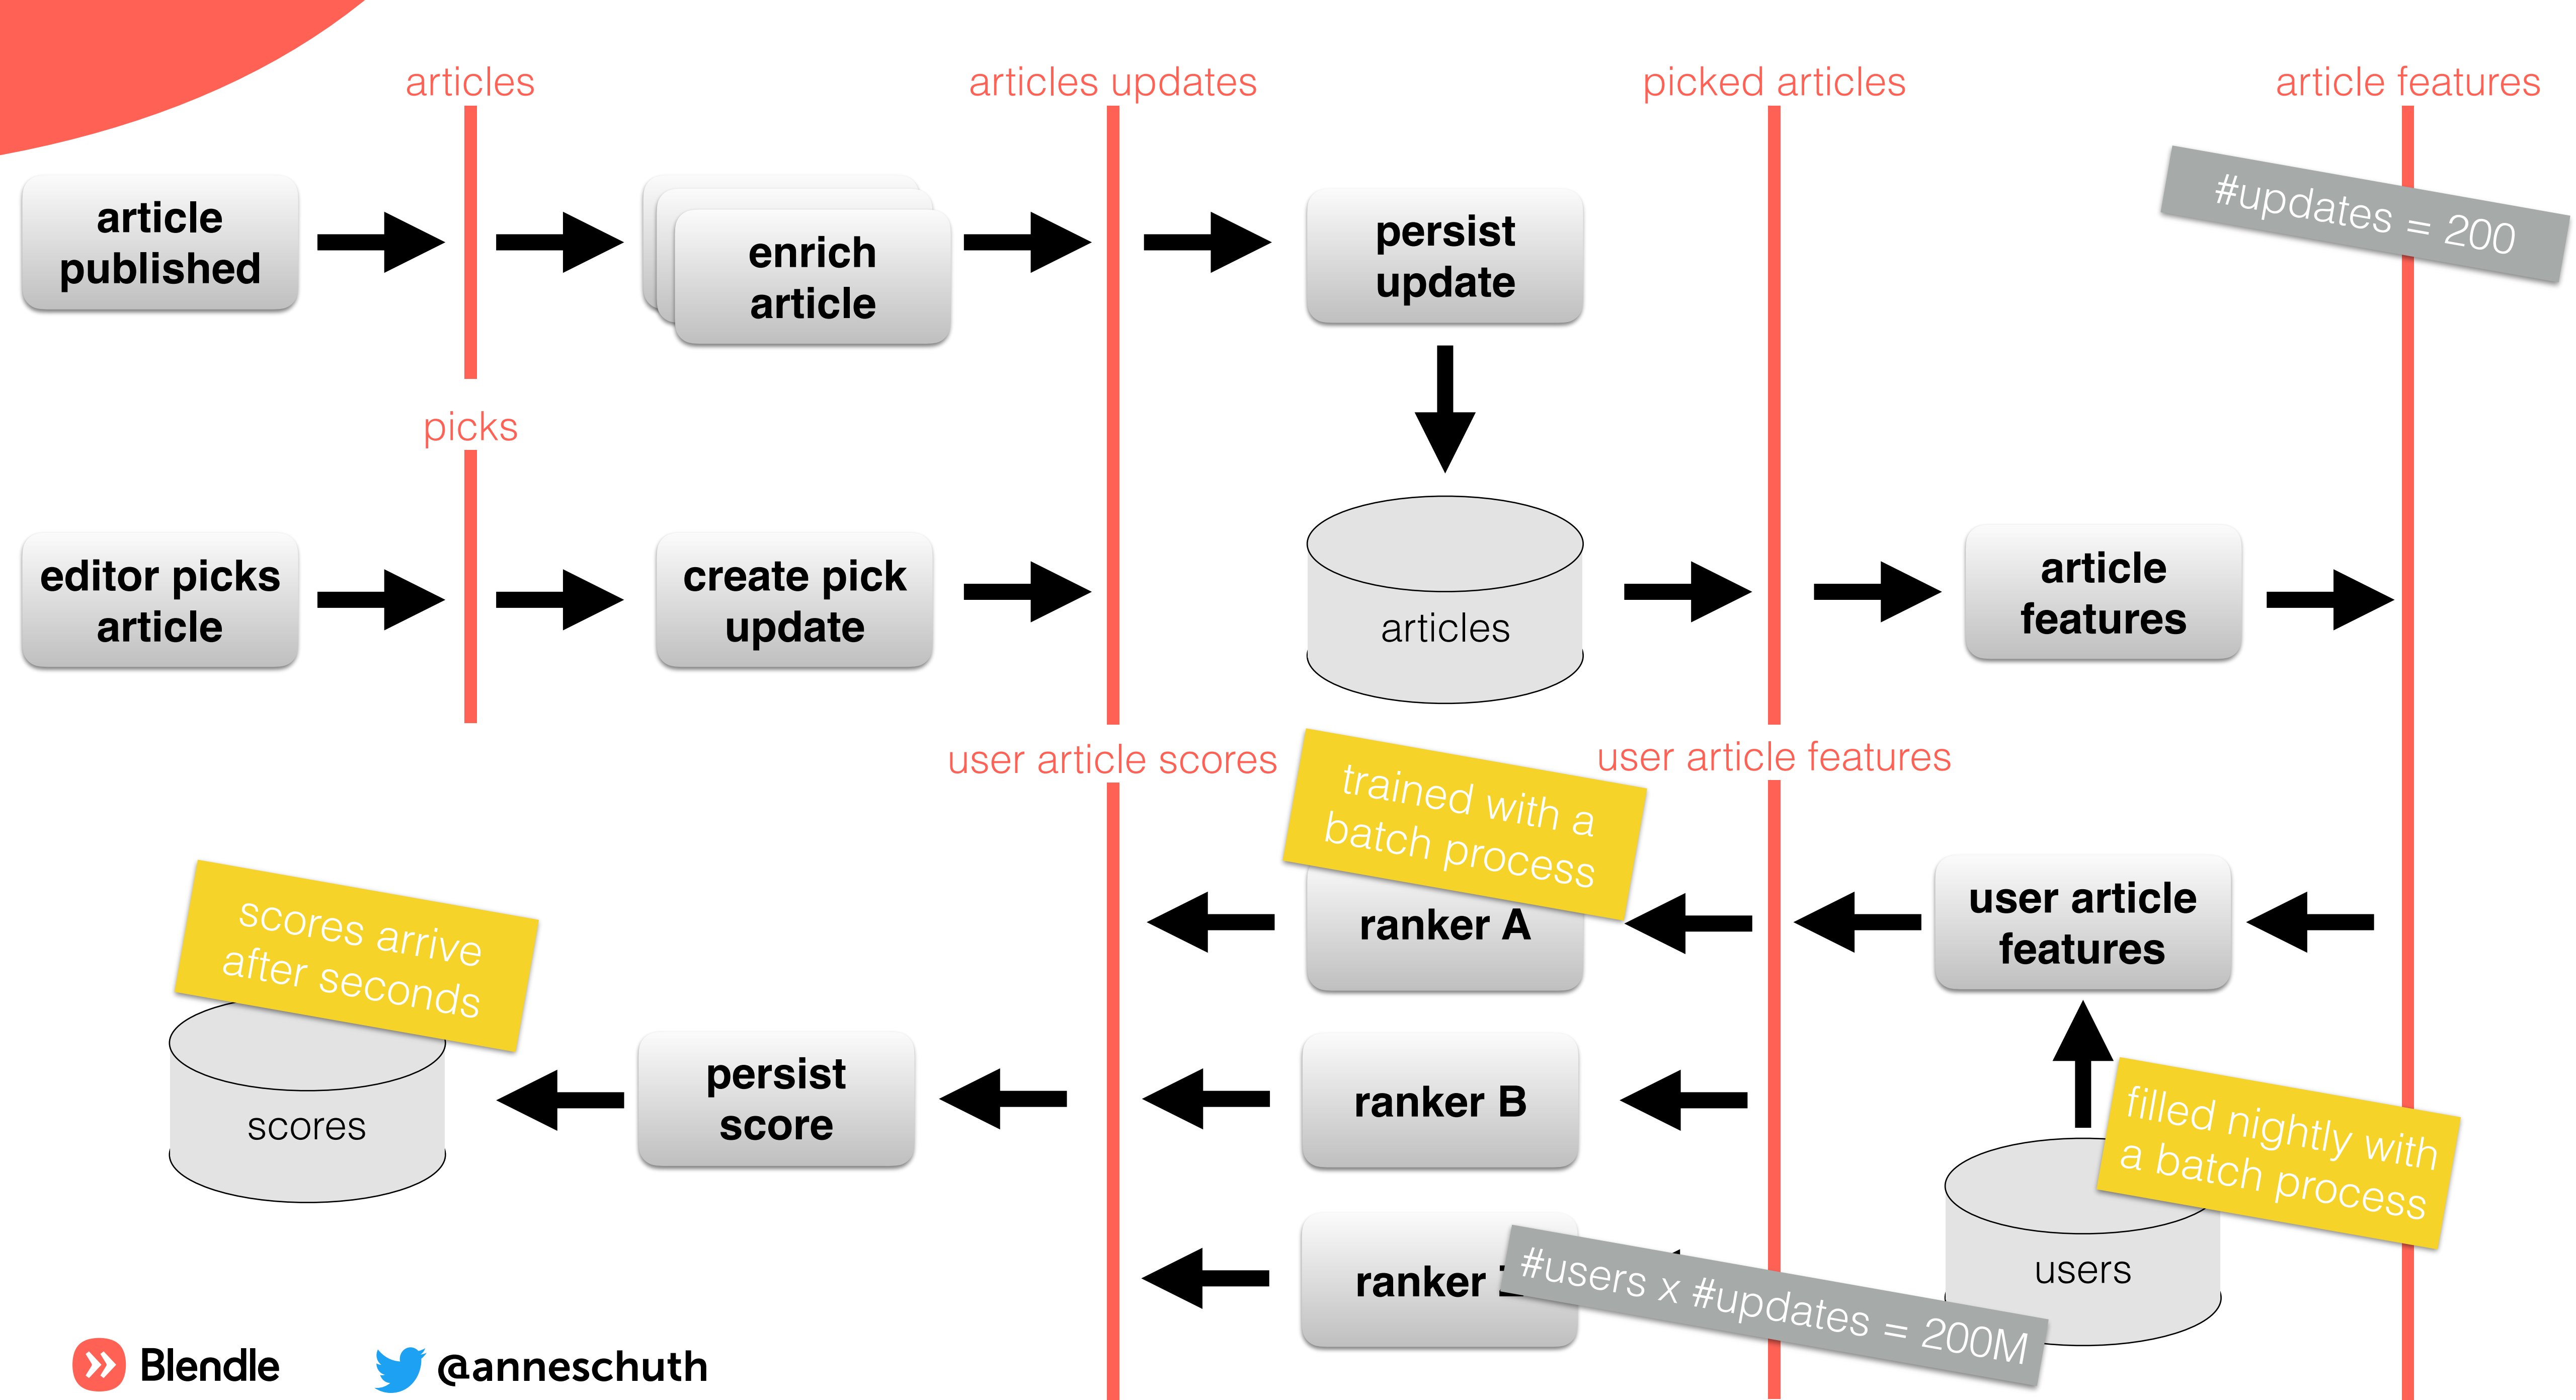 articles
articles updates
picked articles
article features
#updates = 200
article
published
enrich
article
persist
update
picks
editor picks
article
create pick
update
articles
article
features
user article scores
trained with a
batch process
user article features
scores arrive
after seconds
ranker A
user article
features
scores
persist
score
ranker B
filled nightly with
a batch process
ranker
#users x #updates = 200M
users
Blendle
@anneschuth